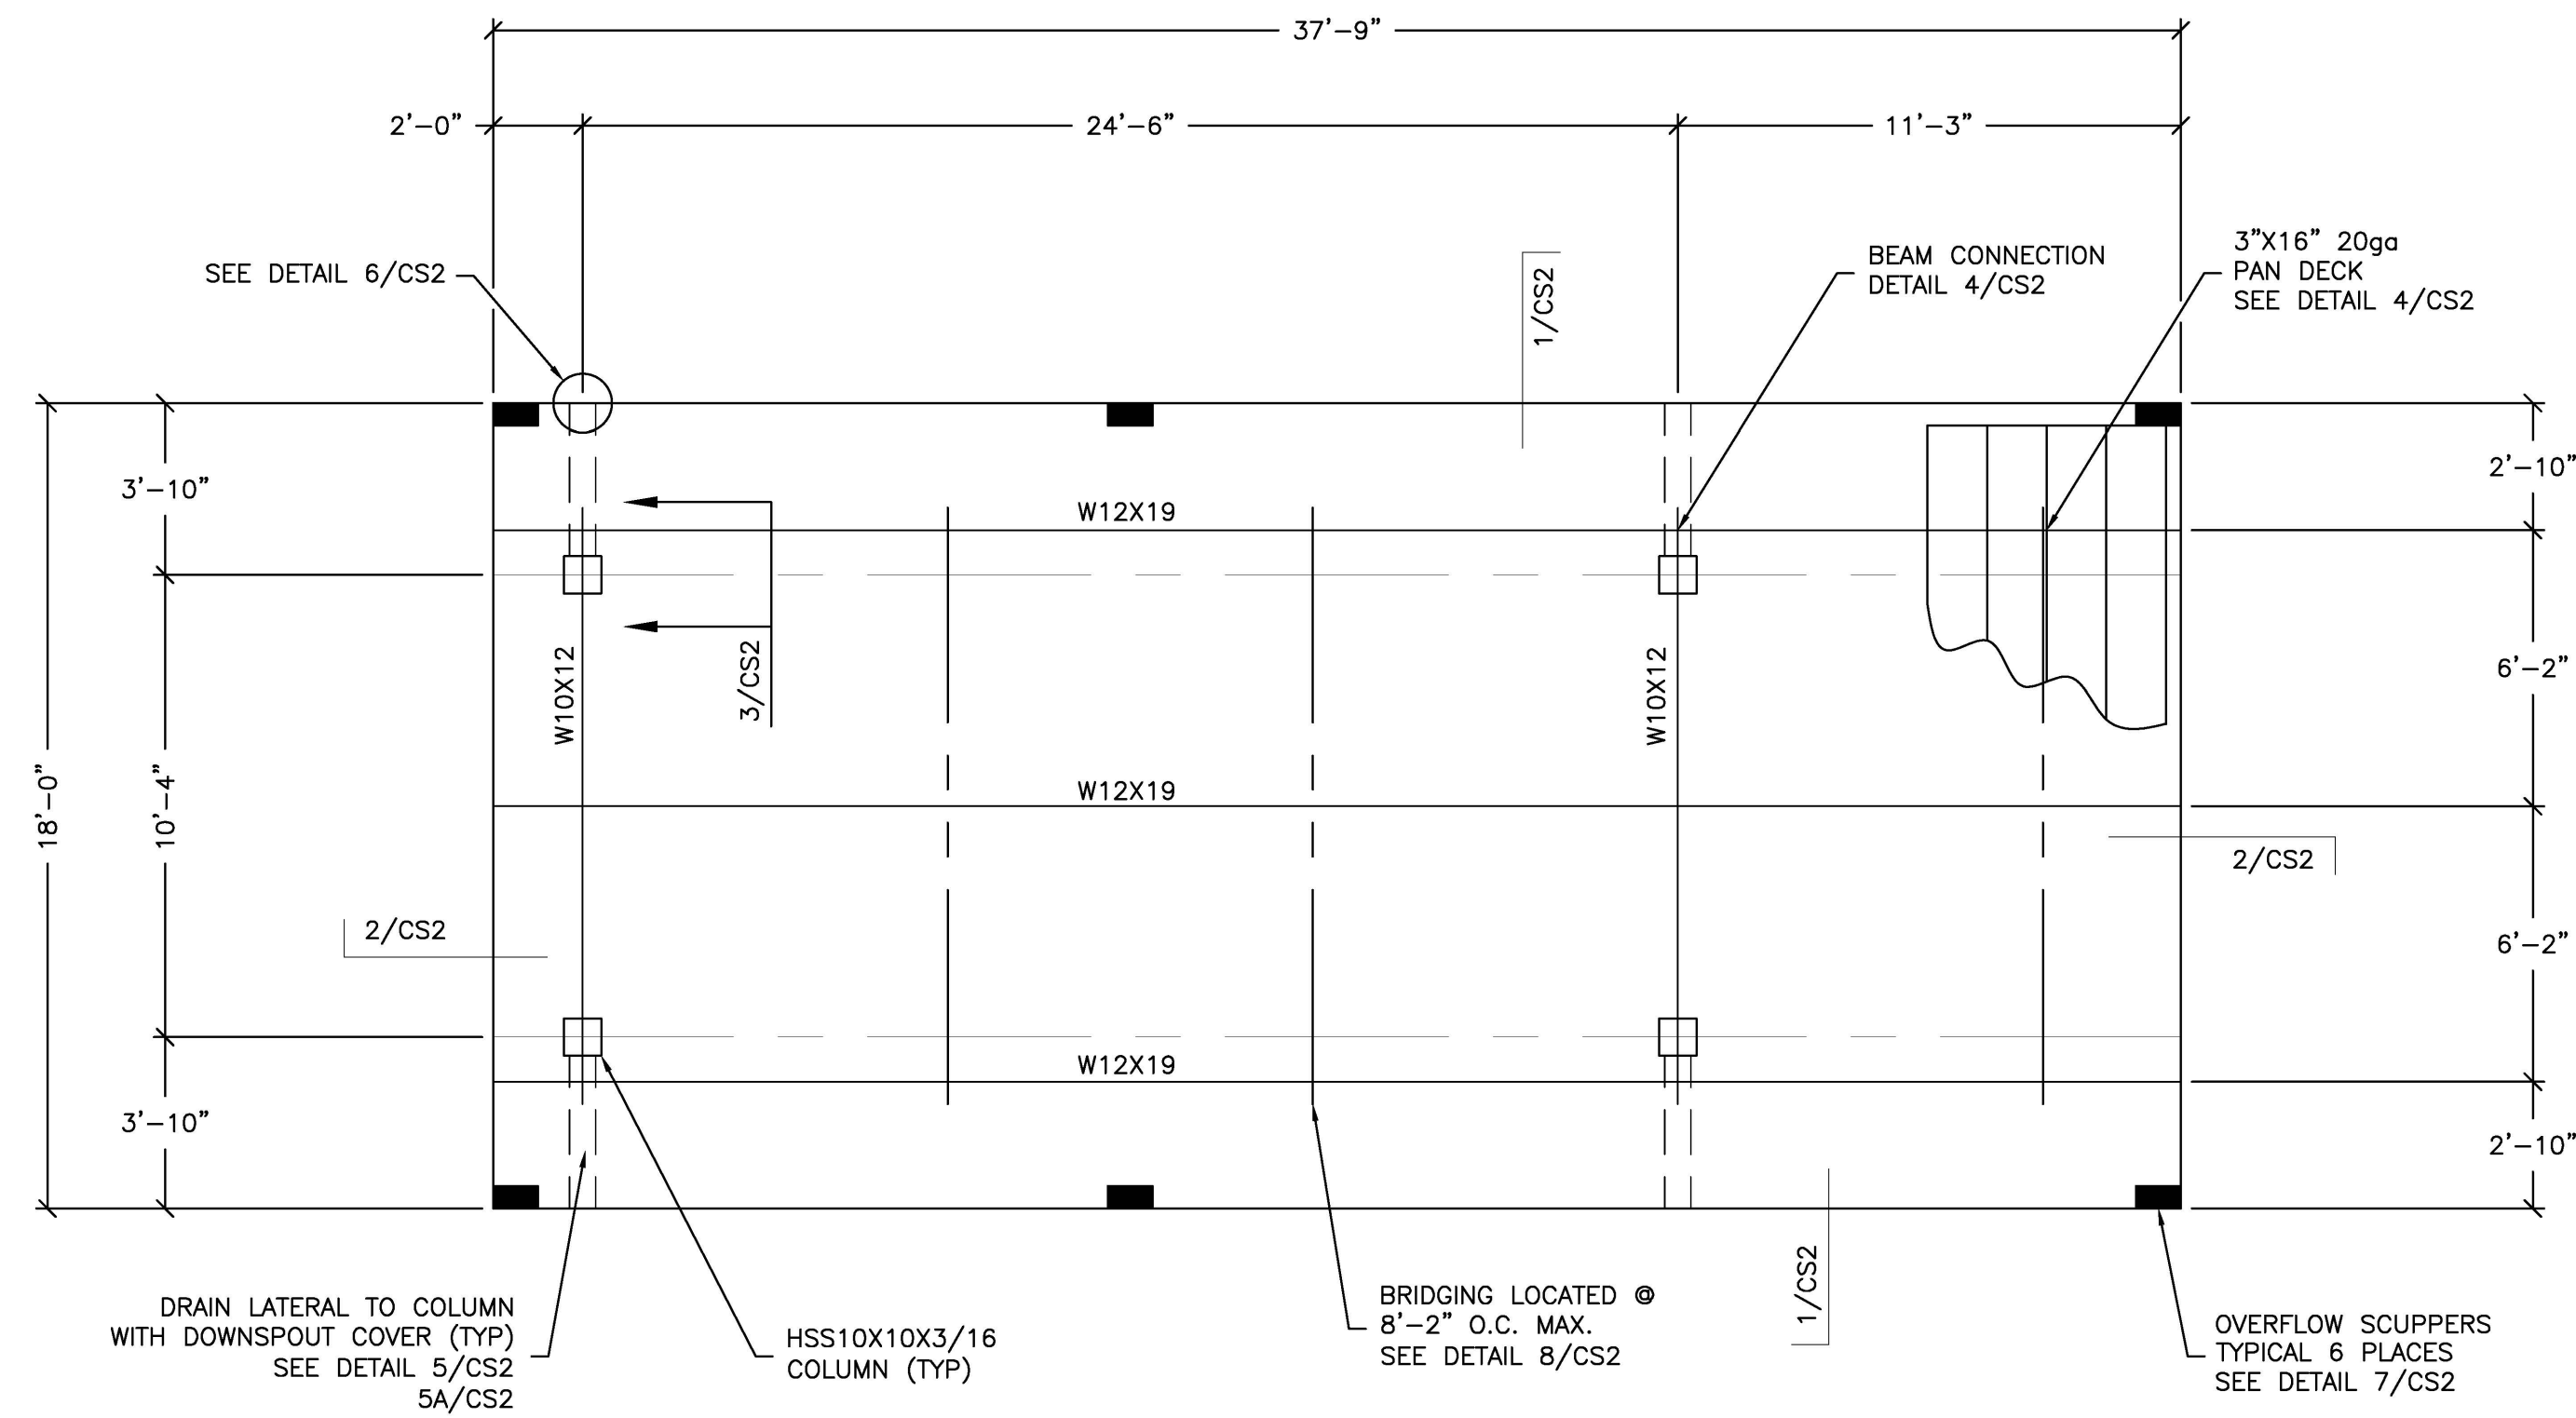 37'-9"
2'-0"
24'-6"
11'-3"
SEE DETAIL 6/CS2
1/CS2
BEAM CONNECTION
DETAIL 4/CS2
3"X16" 20ga
PAN DECK
SEE DETAIL 4/CS2
3'-10"
2'-10"
W12X19
W10X12
3/CS2
W10X12
6'-2"
18'-0"
10'-4"
W12X19
2/CS2
2/CS2
6'-2"
W12X19
3'-10"
2'-10"
DRAIN LATERAL TO COLUMN
WITH DOWNSPOUT COVER (TYP)
SEE DETAIL 5/CS2
5A/CS2
HSS10X10X3/16
COLUMN (TYP)
BRIDGING LOCATED @
8'-2" O.C. MAX.
SEE DETAIL 8/CS2
1/CS2
OVERFLOW SCUPPERS
TYPICAL 6 PLACES
SEE DETAIL 7/CS2